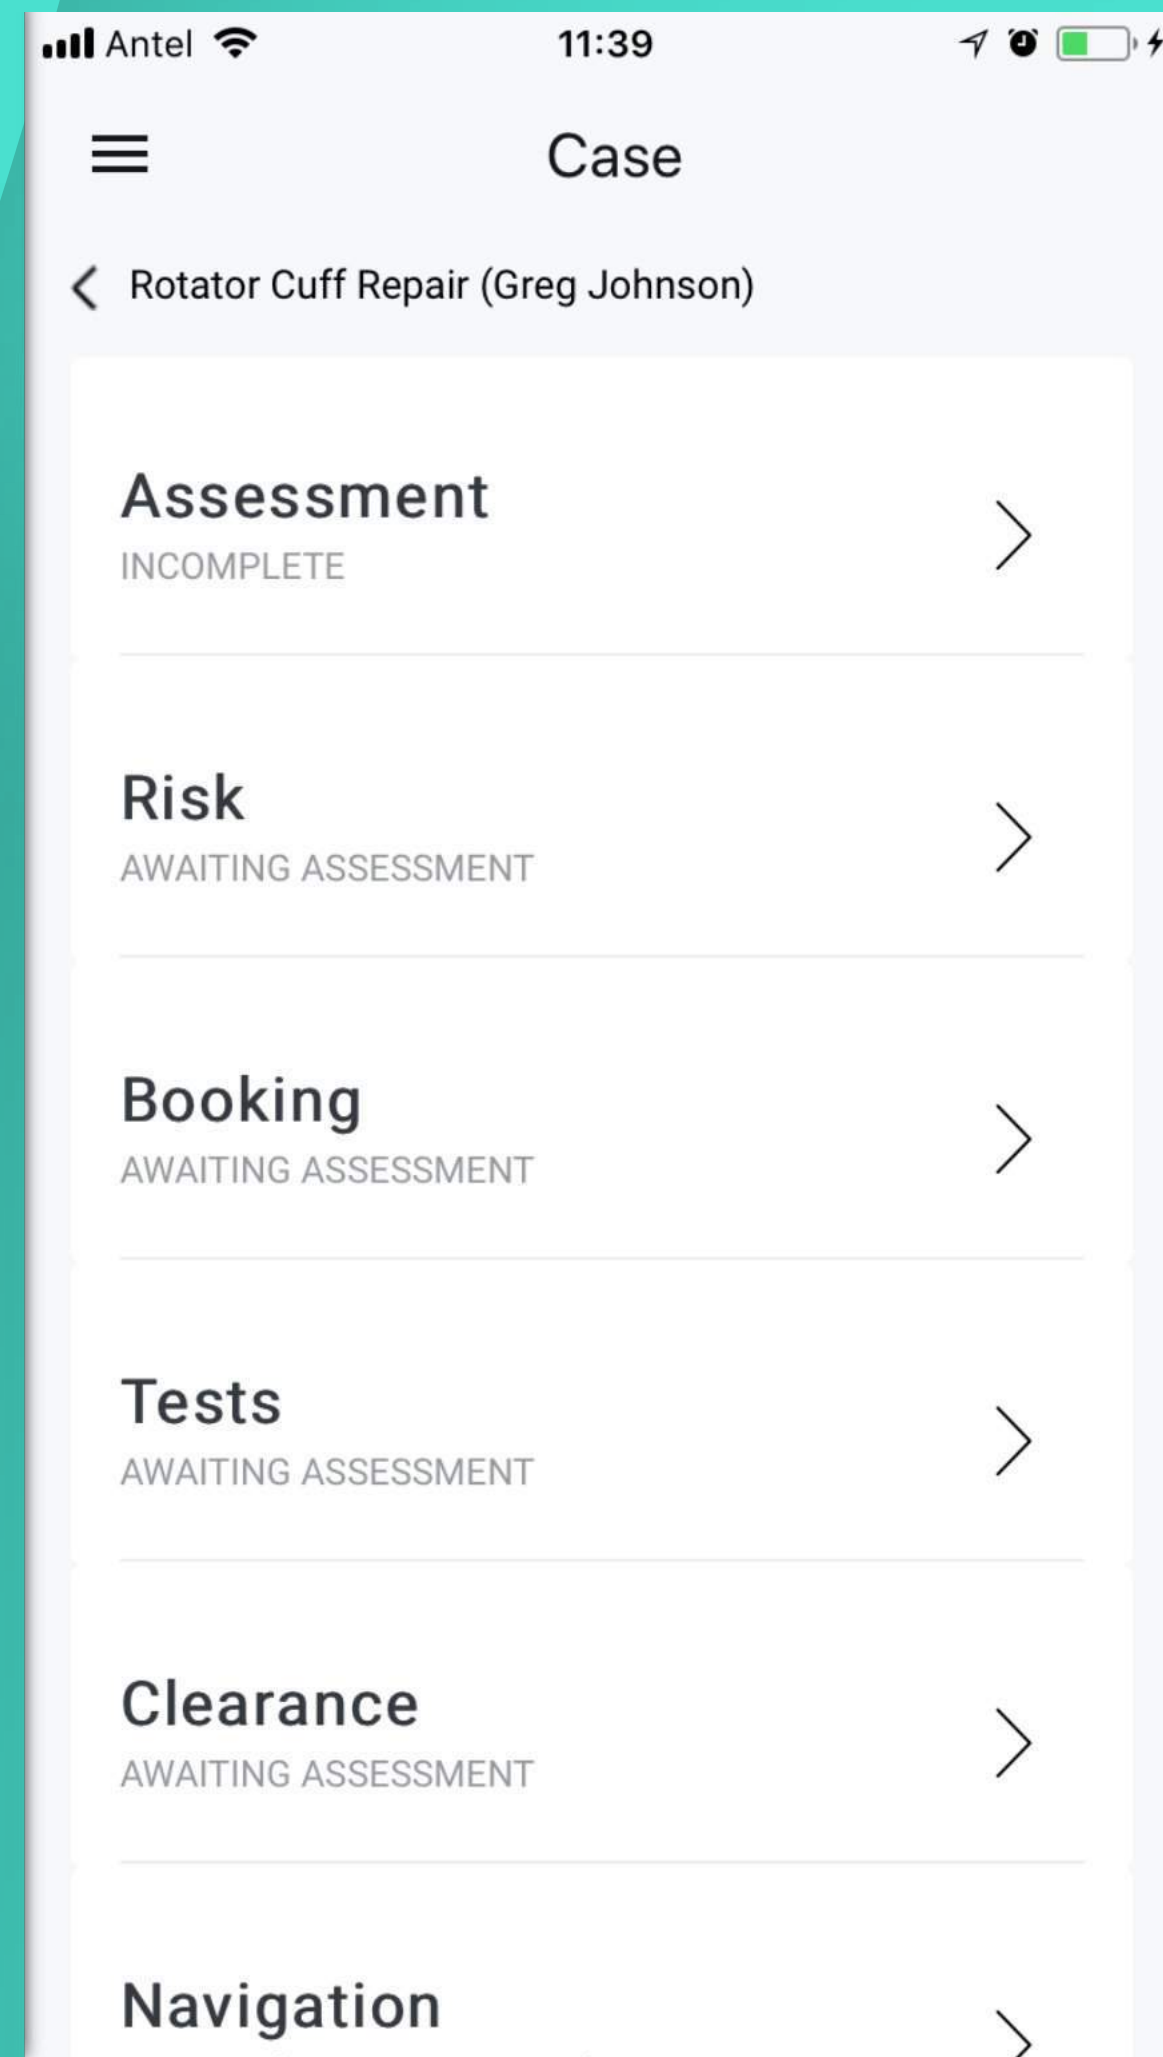 Antel 11:39
Case
Rotator Cuff Repair (Greg Johnson)
Assessment
INCOMPLETE
Risk
AWAITING ASSESSMENT
Booking
AWAITING ASSESSMENT
Tests
AWAITING ASSESSMENT
Clearance
AWAITING ASSESSMENT
Navigation